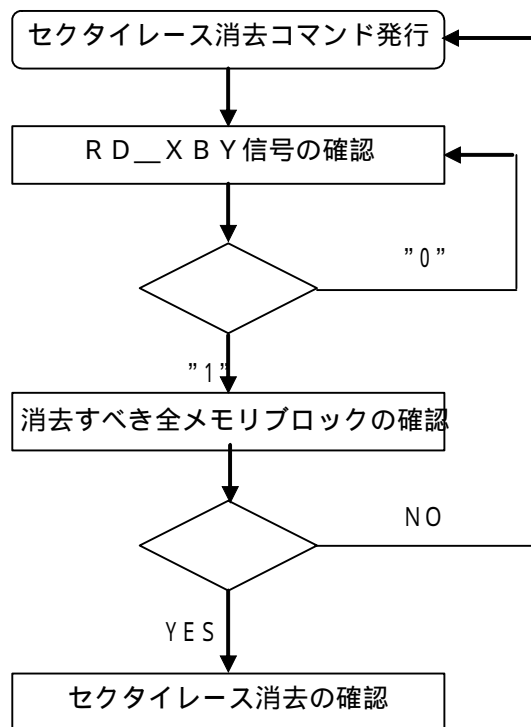 セクタイレース消去コマンド発行
ＲＤ＿ＸＢＹ信号の確認
”０”
”１”
消去すべき全メモリブロックの確認
ＮＯ
ＹＥＳ
セクタイレース消去の確認